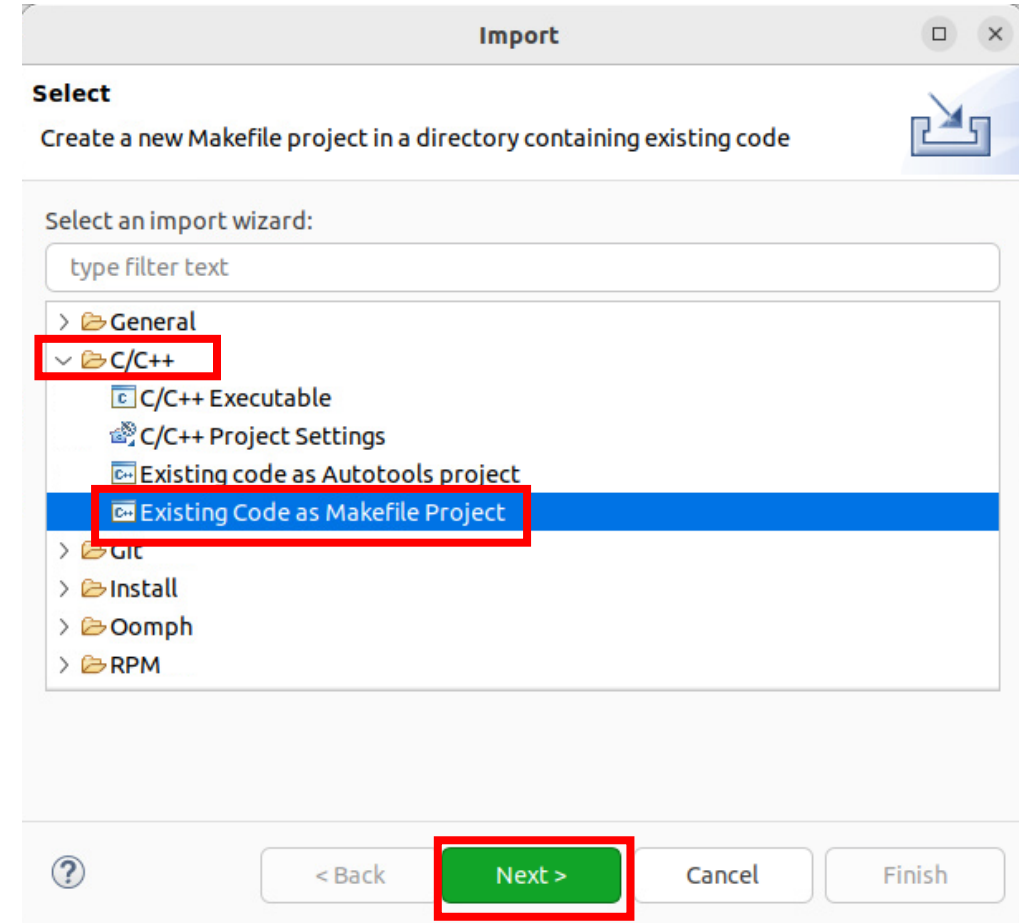 Import
Select
Create a new Makefile project in a directory containing existing code
Select an import wizard:
type filter text
General
C/C++
C/C++ Executable
C/C++ Project Settings
Existing code as Autotools project
Existing Code as Makefile Project
Git
Install
Oomph
RPM
? < Back Next > Cancel Finish